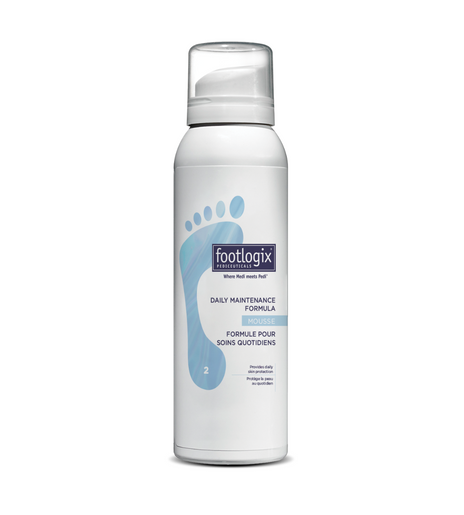 footlogix®
PEDICEUTICALS
Where Medi meets Pedi®
DAILY MAINTENANCE
FORMULA
MOUSSE
FORMULE POUR
SOINS QUOTIDIENS
2
Provides daily
skin protection
Protège la peau
au quotidien